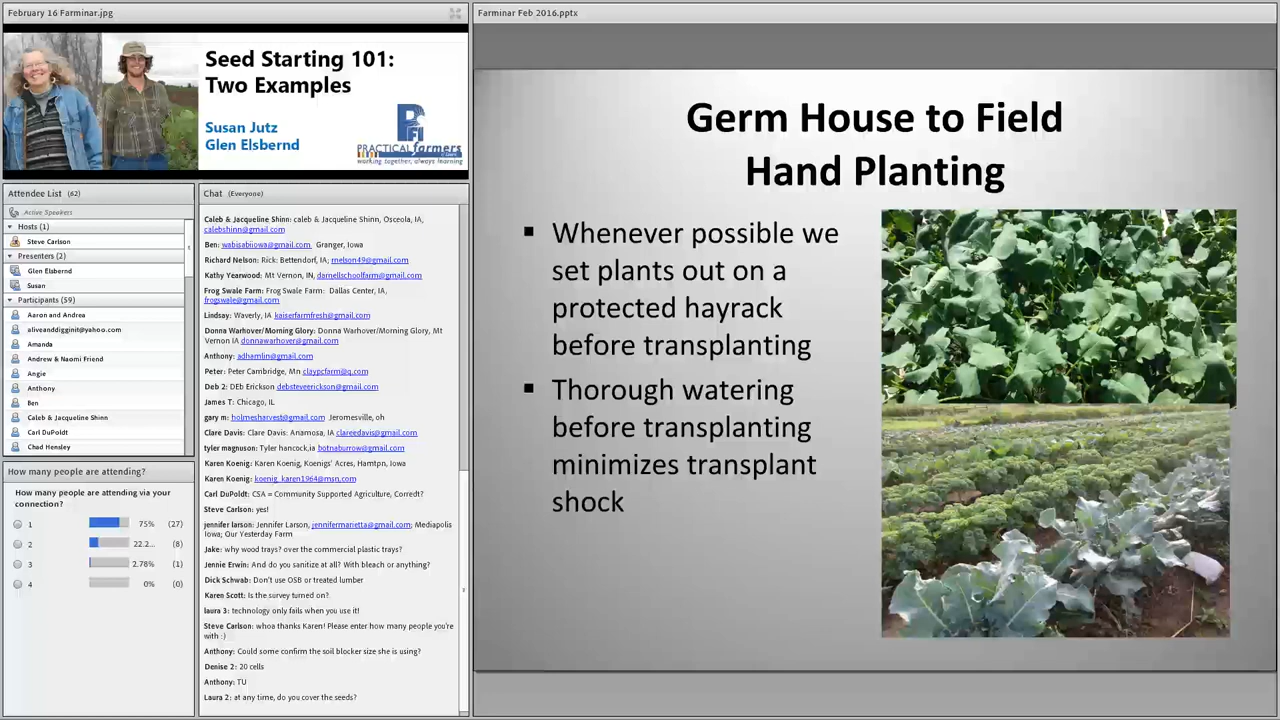 February 16 Farminar.jpg
Seed Starting 101:
Two Examples
Susan Jutz
Glen Elsbernd
PFI
PRACTICAL farmers
working together, always learning
Attendee List (62)
Active Speakers
Hosts (1)
Steve Carlson
Presenters (2)
Glen Elsbernd
Susan
Participants (59)
Aaron and Andrea
aliveanddigginit@yahoo.com
Amanda
Andrew & Naomi Friend
Angie
Anthony
Ben
Caleb & Jacqueline Shinn
Carl DuPoldt
Chad Hensley
How many people are attending?
How many people are attending via your
connection?
1 75% (27)
2 22.2... (8)
3 2.78% (1)
4 0% (0)
Chat (Everyone)
Caleb & Jacqueline Shinn: caleb & Jacqueline Shinn, Osceola, IA,
calebshinn@gmail.com
Ben: wabisabiiowa@gmail.com Granger, Iowa
Richard Nelson: Rick: Bettendorf, IA; rnelson49@gmail.com
Kathy Yearwood: Mt Vernon, IN, darnellschoolfarm@gmail.com
Frog Swale Farm: Frog Swale Farm: Dallas Center, IA,
frogswale@gmail.com
Lindsay: Waverly, IA kaiserfarmfresh@gmail.com
Donna Warhover/Morning Glory: Donna Warhover/Morning Glory, Mt
Vernon IA donnawarhover@gmail.com
Anthony: adhamlin@gmail.com
Peter: Peter Cambridge, Mn claypcfarm@q.com
Deb 2: DEb Erickson debsteveerickson@gmail.com
James T: Chicago, IL
gary m: holmesharvest@gmail.com Jeromesville, oh
Clare Davis: Clare Davis: Anamosa, IA clareedavis@gmail.com
tyler magnuson: Tyler hancock,ia botnaburrow@gmail.com
Karen Koenig: Karen Koenig, Koenigs' Acres, Hamtpn, Iowa
Karen Koenig: koenig_karen1964@msn.com
Carl DuPoldt: CSA = Community Supported Agriculture, Corredt?
Steve Carlson: yes!
jennifer larson: Jennifer Larson, jennifermarietta@gmail.com; Mediapolis
Iowa; Our Yesterday Farm
Jake: why wood trays? over the commercial plastic trays?
Jennie Erwin: And do you sanitize at all? With bleach or anything?
Dick Schwab: Don't use OSB or treated lumber
Karen Scott: Is the survey turned on?
laura 3: technology only fails when you use it!
Steve Carlson: whoa thanks Karen! Please enter how many people you're
with :)
Anthony: Could some confirm the soil blocker size she is using?
Denise 2: 20 cells
Anthony: TU
Laura 2: at any time, do you cover the seeds?
Farminar Feb 2016.pptx
Germ House to Field
Hand Planting
▪ Whenever possible we
set plants out on a
protected hayrack
before transplanting
▪ Thorough watering
before transplanting
minimizes transplant
shock